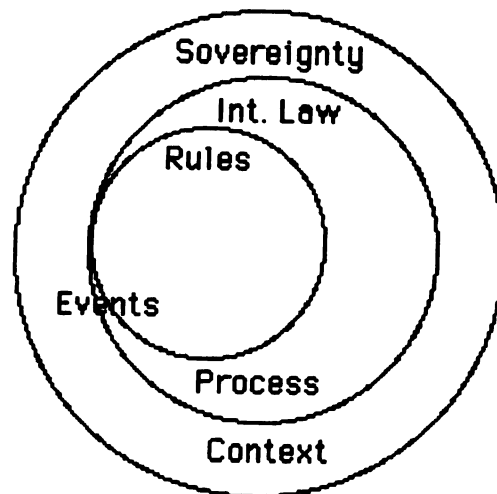 Sovereignty
Int. Law
Rules
Events
Process
Context